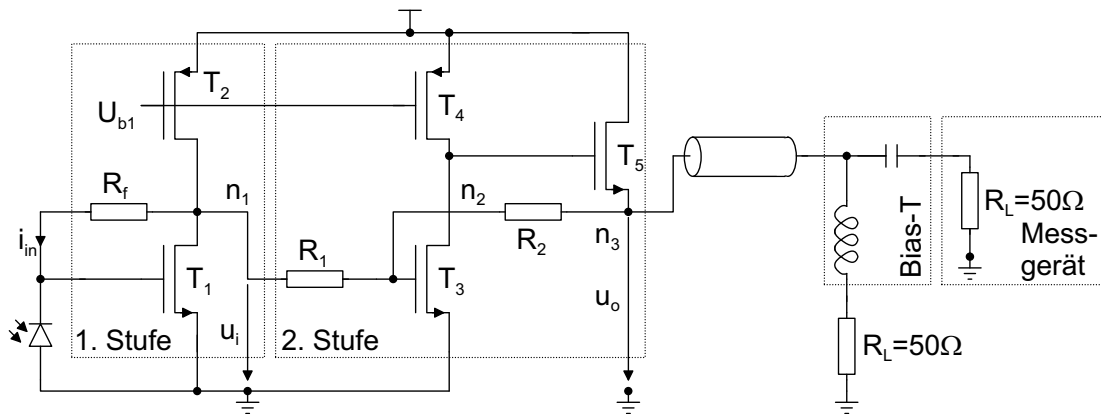 T2
Ub1
T4
T5
Rf
n1
n2
R2
n3
iin
R1
T1
T3
ui
uo
1. Stufe
2. Stufe
Bias-T
RL=50Ω
Mess-
gerät
RL=50Ω